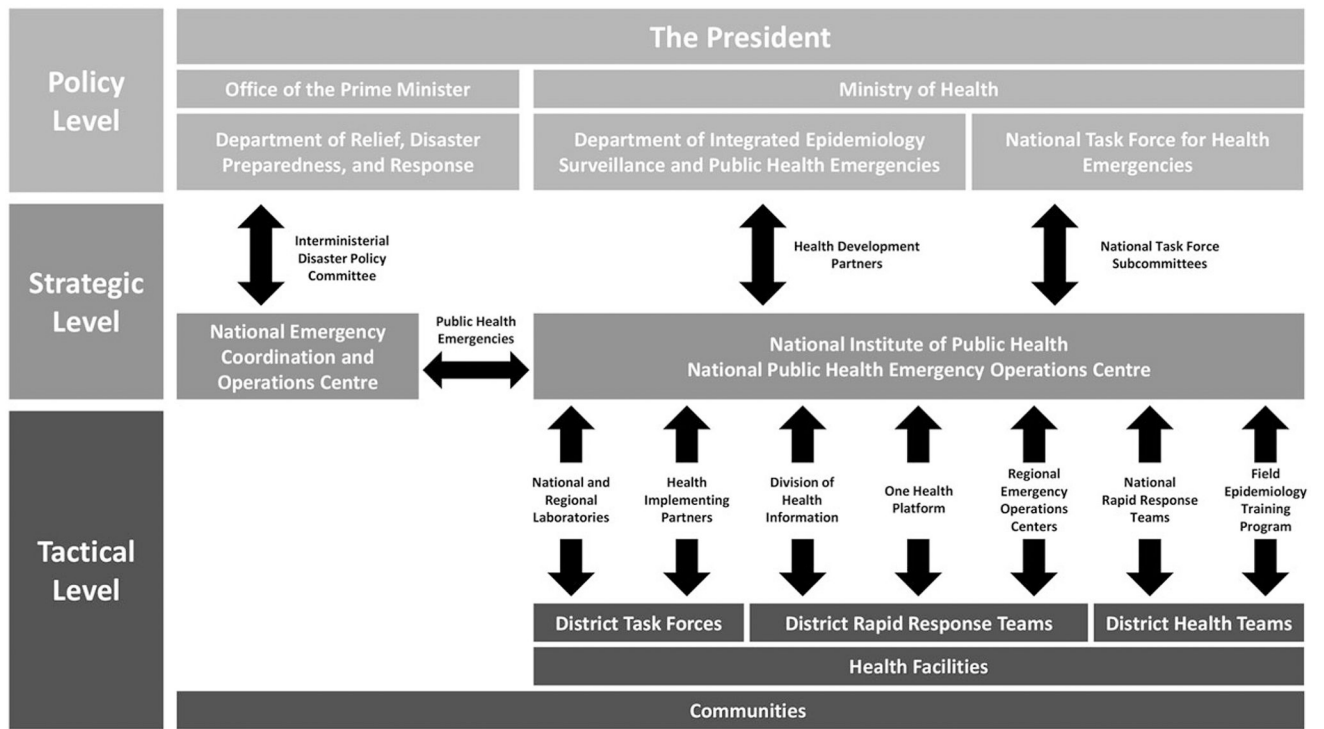 Policy
Level
The President
Office of the Prime Minister
Ministry of Health
Department of Relief, Disaster
Preparedness, and Response
Department of Integrated Epidemiology
Surveillance and Public Health Emergencies
National Task Force for Health
Emergencies
Strategic
Level
Interministerial
Disaster Policy
Committee
Health Development
Partners
National Task Force
Subcommittees
National Emergency
Coordination and
Operations Centre
Public Health
Emergencies
National Institute of Public Health
National Public Health Emergency Operations Centre
Tactical
Level
National and
Regional
Laboratories
Health
Implementing
Partners
Division of
Health
Information
One Health
Platform
Regional
Emergency
Operations
Centers
National
Rapid Response
Teams
Field
Epidemiology
Training
Program
District Task Forces
District Rapid Response Teams
District Health Teams
Health Facilities
Communities